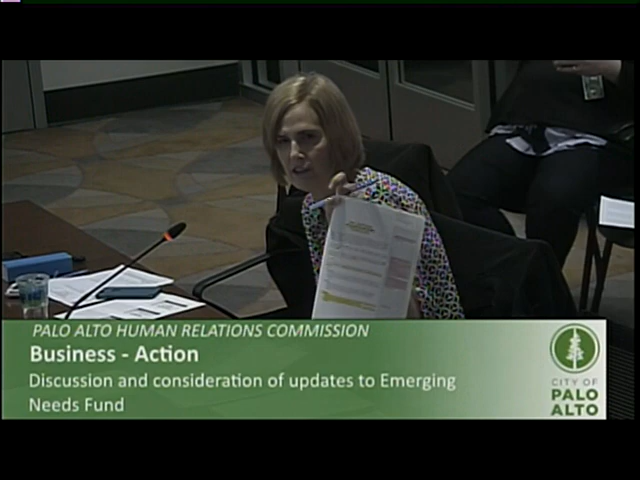 PALO ALTO HUMAN RELATIONS COMMISSION
Business - Action
Discussion and consideration of updates to Emerging
Needs Fund
CITY OF
PALO
ALTO